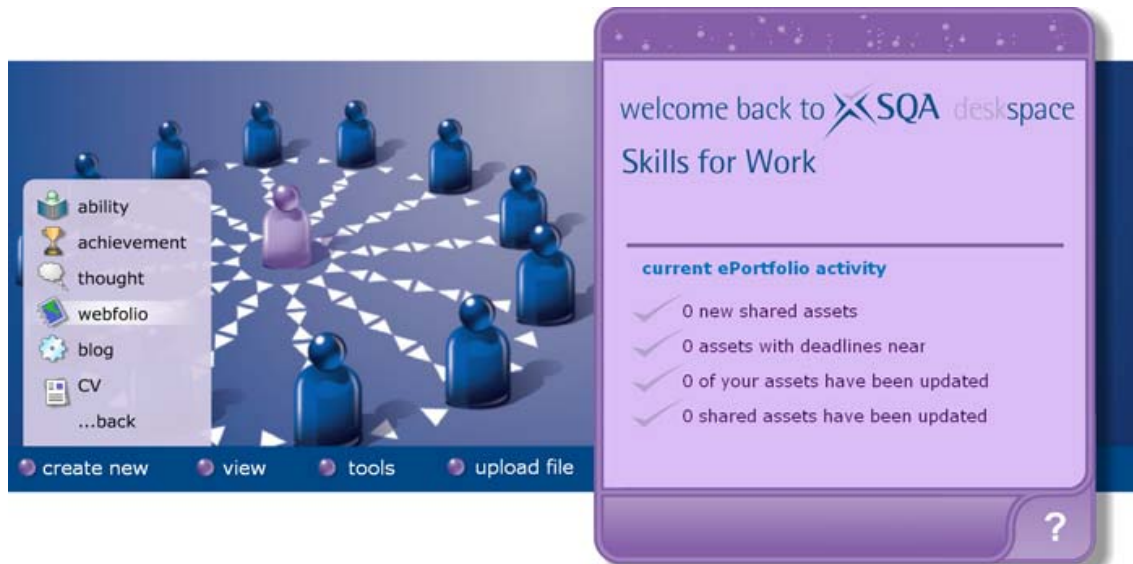 ability
achievement
thought
webfolio
blog
CV
...back
create new
view
tools
upload file
welcome back to SQA deskspace
Skills for Work
current ePortfolio activity
0 new shared assets
0 assets with deadlines near
0 of your assets have been updated
0 shared assets have been updated
?